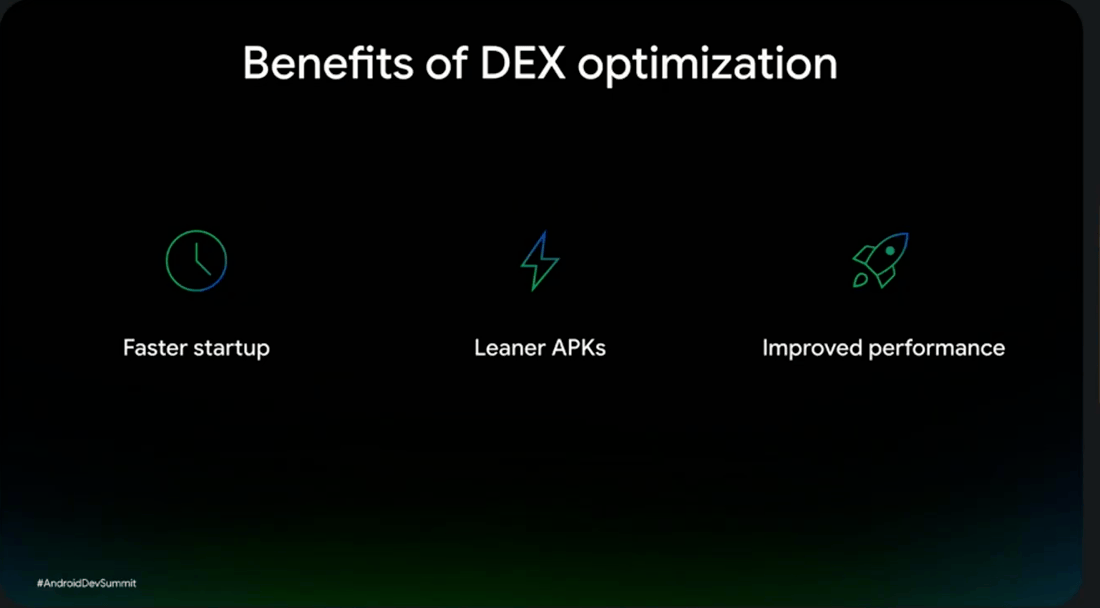 Benefits of DEX optimization
Faster startup
Leaner APKs
Improved performance
#AndroidDevSummit